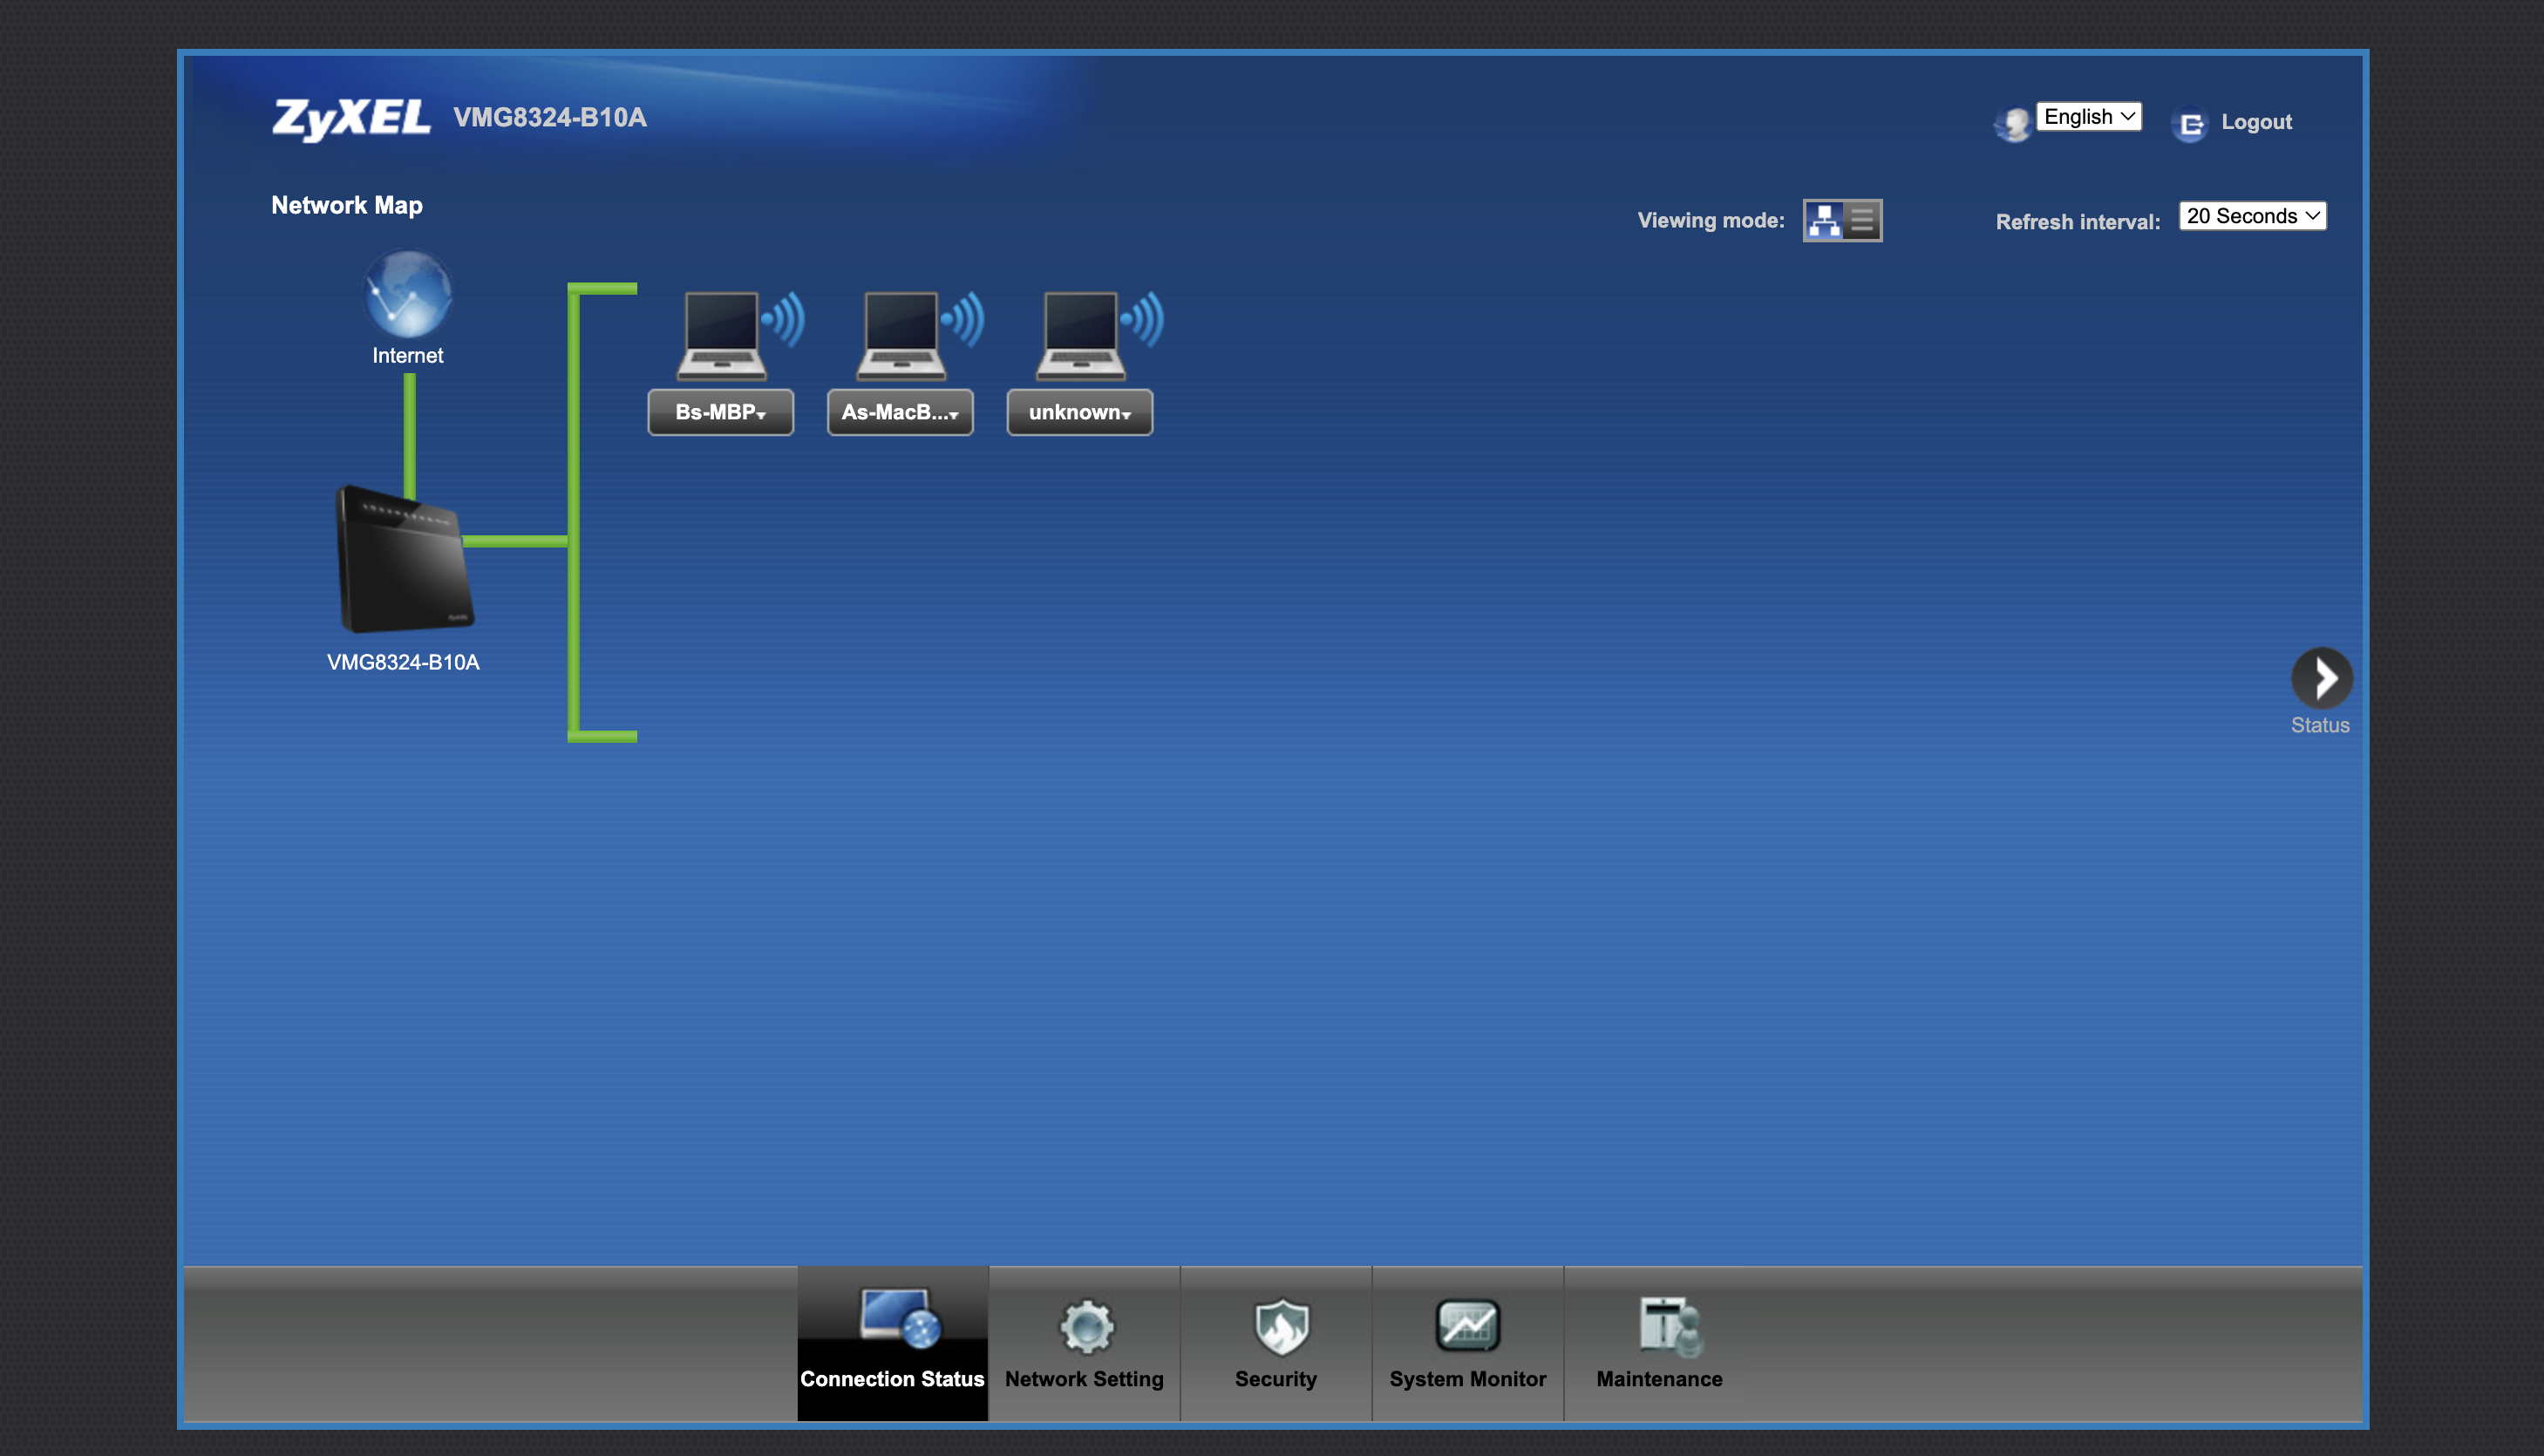 ZyXEL VMG8324-B10A
English
Logout
Network Map
Viewing mode:
Refresh interval:
20 Seconds
Internet
Bs-MBP
As-MacB...
unknown
VMG8324-B10A
Status
Connection Status
Network Setting
Security
System Monitor
Maintenance